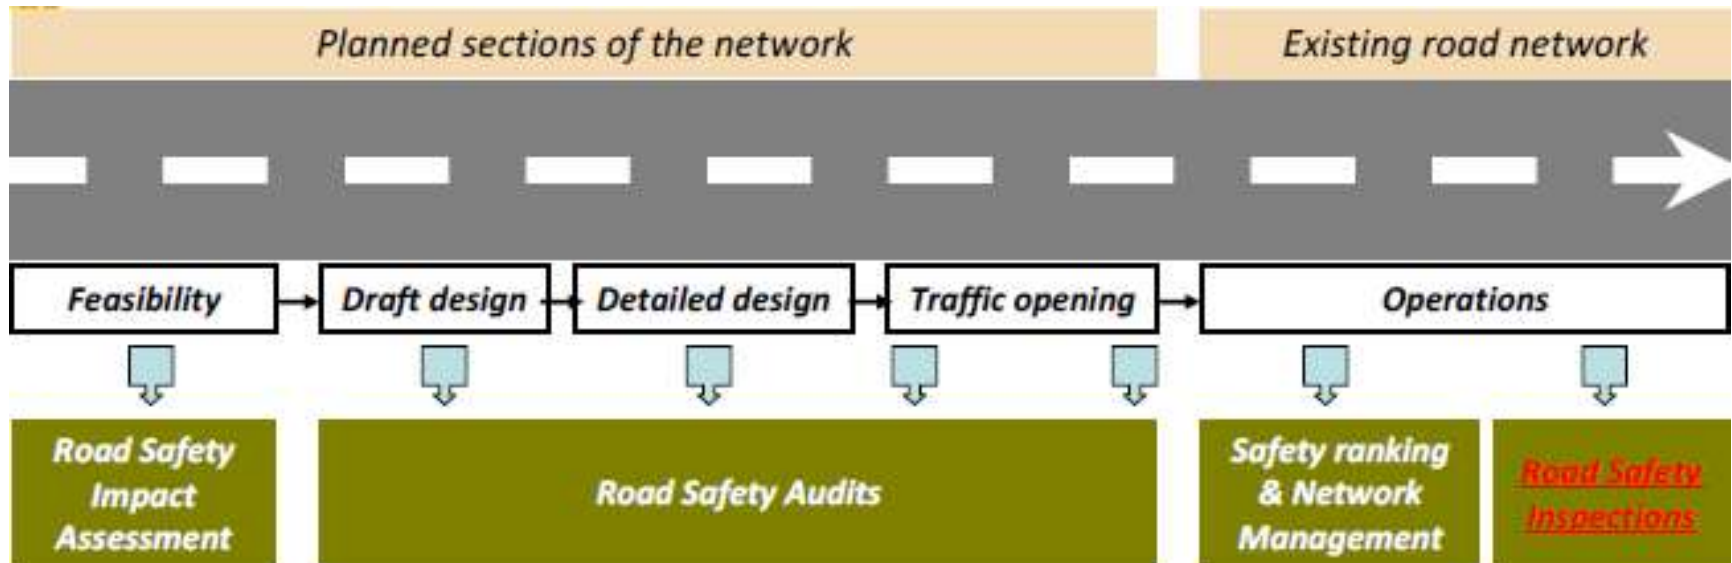 Planned sections of the network
Existing road network
Feasibility
Draft design
Detailed design
Traffic opening
Operations
Road Safety
Impact
Assessment
Road Safety Audits
Safety ranking
& Network
Management
Road Safety
Inspections